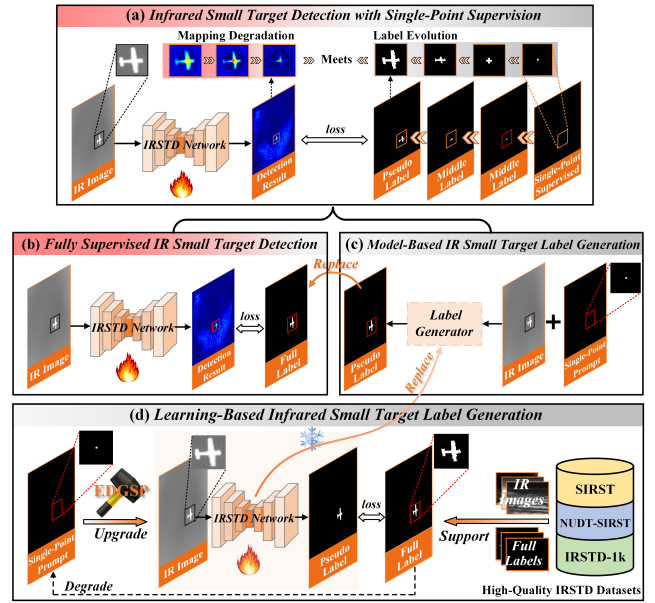 (a) Infrared Small Target Detection with Single-Point Supervision
Mapping Degradation
Label Evolution
Meets
IRSTD Network
loss
IR Image
Detection
Result
Pseudo
Label
Middle
Label
Middle
Label
Single-Point
Supervised
(b) Fully Supervised IR Small Target Detection
IRSTD Network
loss
IR Image
Detection
Result
Full
Label
Replace
(c) Model-Based IR Small Target Label Generation
Label
Generator
Pseudo
Label
IR Image
Single-Point
Prompt
Replace
(d) Learning-Based Infrared Small Target Label Generation
EDGSP
Upgrade
Single-Point
Prompt
IR Image
IRSTD Network
Pseudo
Label
loss
Full
Label
Support
IR
Images
Full
Labels
SIRST
NUDT-SIRST
IRSTD-1k
Degrade
High-Quality IRSTD Datasets